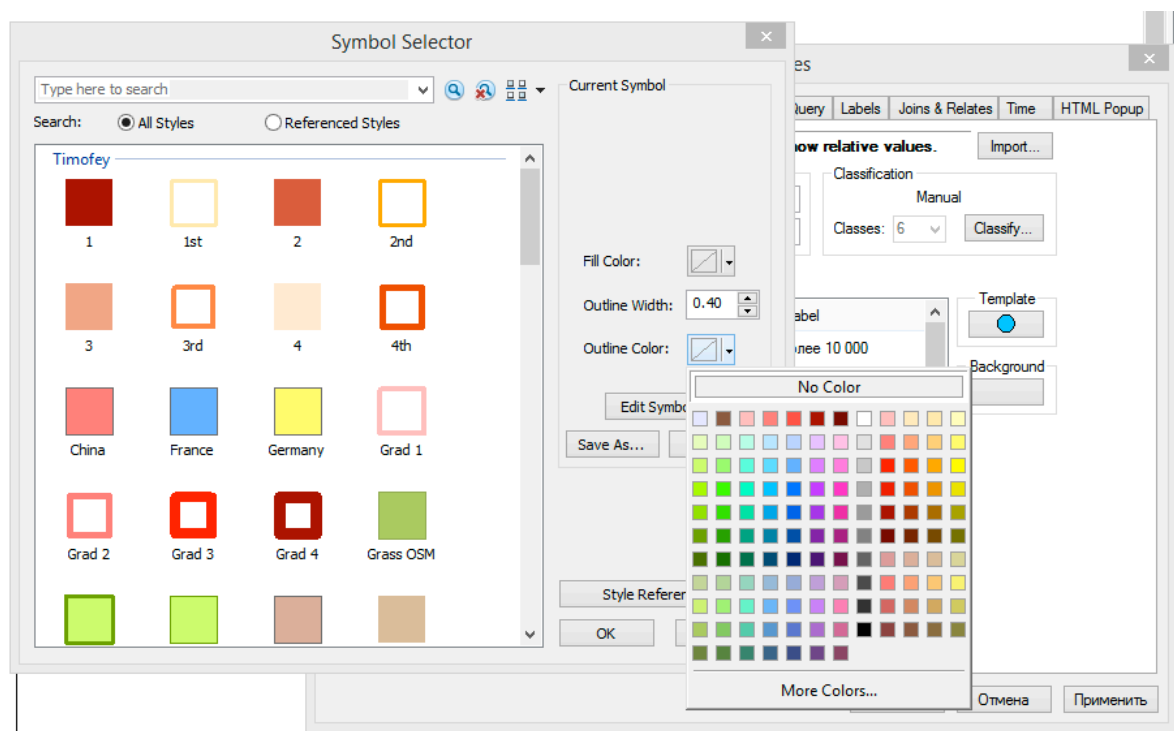 Symbol Selector
Type here to search
Search: All Styles Referenced Styles
Timofey
1 1st 2 2nd
3 3rd 4 4th
China France Germany Grad 1
Grad 2 Grad 3 Grad 4 Grass OSM
Current Symbol
Fill Color:
Outline Width: 0.40
Outline Color:
Edit Symbo
Save As...
Style Referen
OK
No Color
More Colors...
es
Query Labels Joins & Relates Time HTML Popup
ow relative values. Import...
Classification
Manual
Classes: 6 Classify...
abel
олее 10 000
Template
Background
Отмена Применить